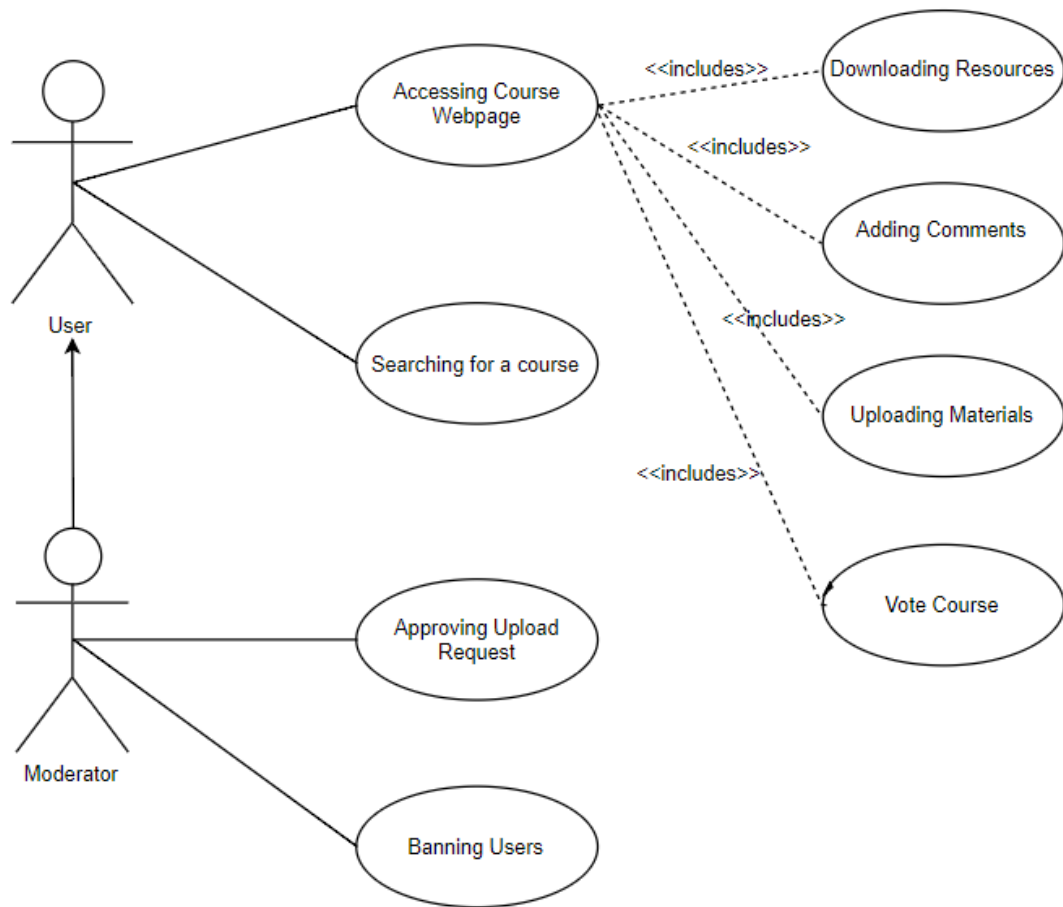 Accessing Course
Webpage
<<includes>>
Downloading Resources
<<includes>>
Adding Comments
User
Searching for a course
<<includes>>
Uploading Materials
<<includes>>
Vote Course
Approving Upload
Request
Moderator
Banning Users